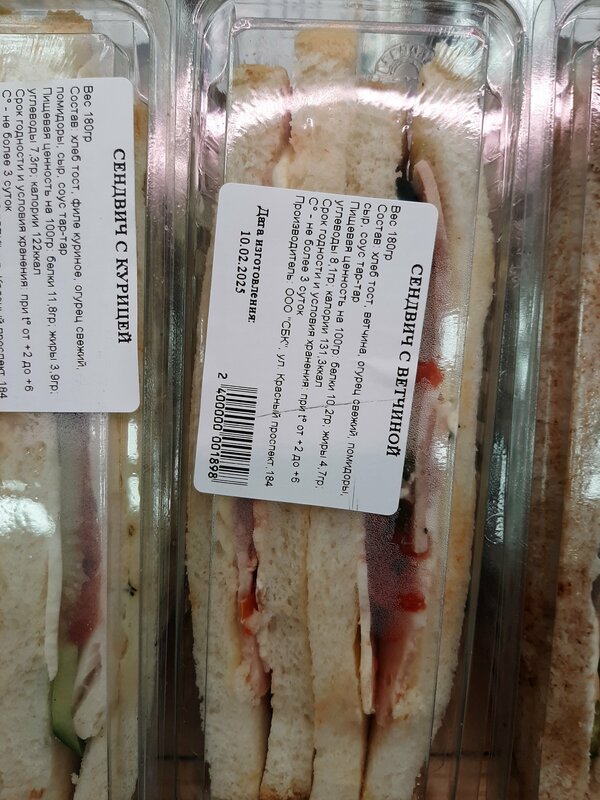 СЕНДВИЧ С КУРИЦЕЙ
Вес 180гр
Состав: хлеб тост, филе куриное, огурец свежий,
помидоры, сыр, соус тар-тар
Пищевая ценность на 100гр: белки 11,8гр; жиры 3,9гр;
углеводы 7,3гр; калории 122ккал
Срок годности и условия хранения: при t° от +2 до +6
С° - не более 3 суток
СЕНДВИЧ С ВЕТЧИНОЙ
Вес 180гр
Состав: хлеб тост, ветчина, огурец свежий, помидоры,
сыр, соус тар-тар
Пищевая ценность на 100гр: белки 10,2гр; жиры 4,7гр;
углеводы 8,1гр; калории 131,3ккал
Срок годности и условия хранения: при t° от +2 до +6
С° - не более 3 суток
Производитель: ООО "СБК", ул. Красный проспект,184
Дата изготовления:
10.02.2025
2 400000 001898